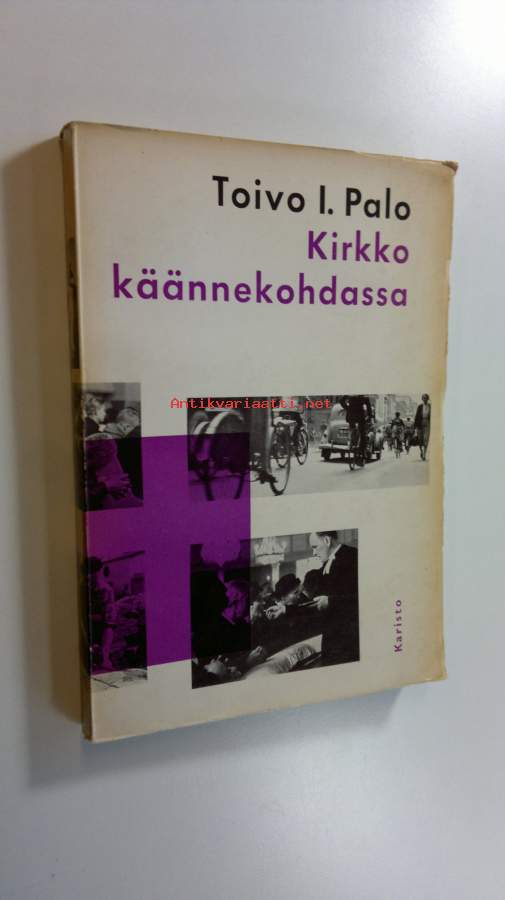 Toivo I. Palo
Kirkko
käännekohdassa
Antikvariaatti.net
Karisto